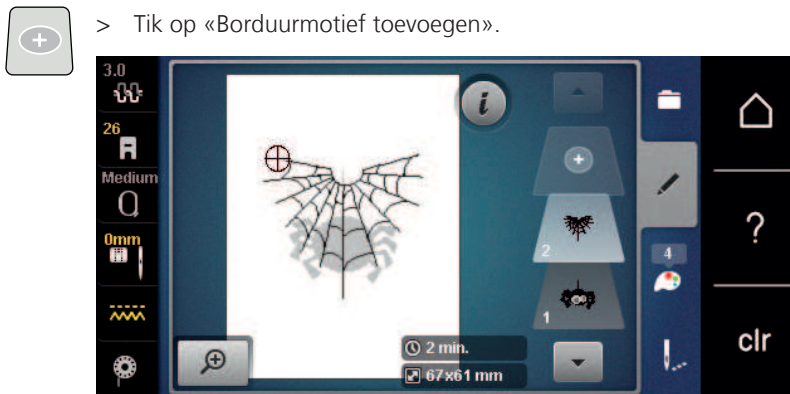 > Tik op «Borduurmotief toevoegen».
3.0
26
Medium
0mm
i
2
1
4
2 min.
67x61 mm
?
clr